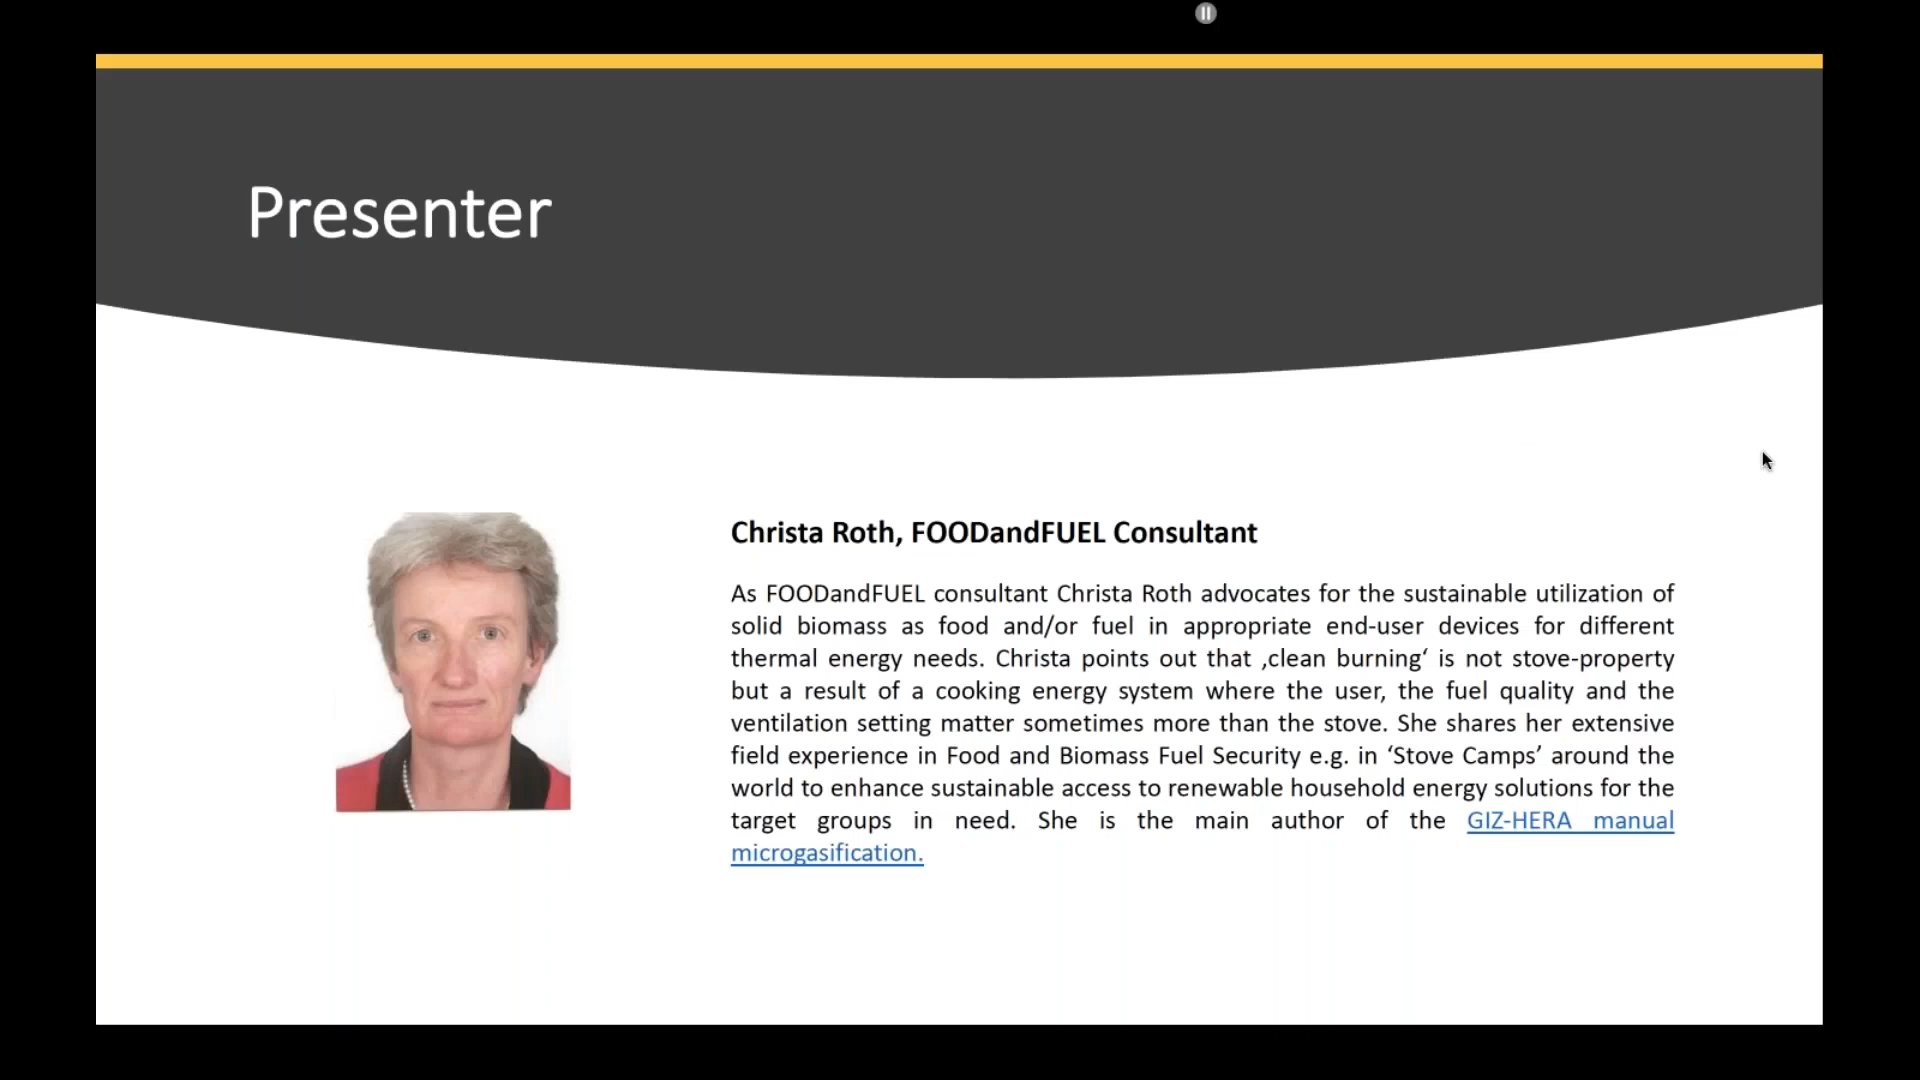 Presenter
Christa Roth, FOODandFUEL Consultant
As FOODandFUEL consultant Christa Roth advocates for the sustainable utilization of
solid biomass as food and/or fuel in appropriate end-user devices for different
thermal energy needs. Christa points out that ‚clean burning‘ is not stove-property
but a result of a cooking energy system where the user, the fuel quality and the
ventilation setting matter sometimes more than the stove. She shares her extensive
field experience in Food and Biomass Fuel Security e.g. in ‘Stove Camps’ around the
world to enhance sustainable access to renewable household energy solutions for the
target groups in need. She is the main author of the GIZ-HERA manual
microgasification.